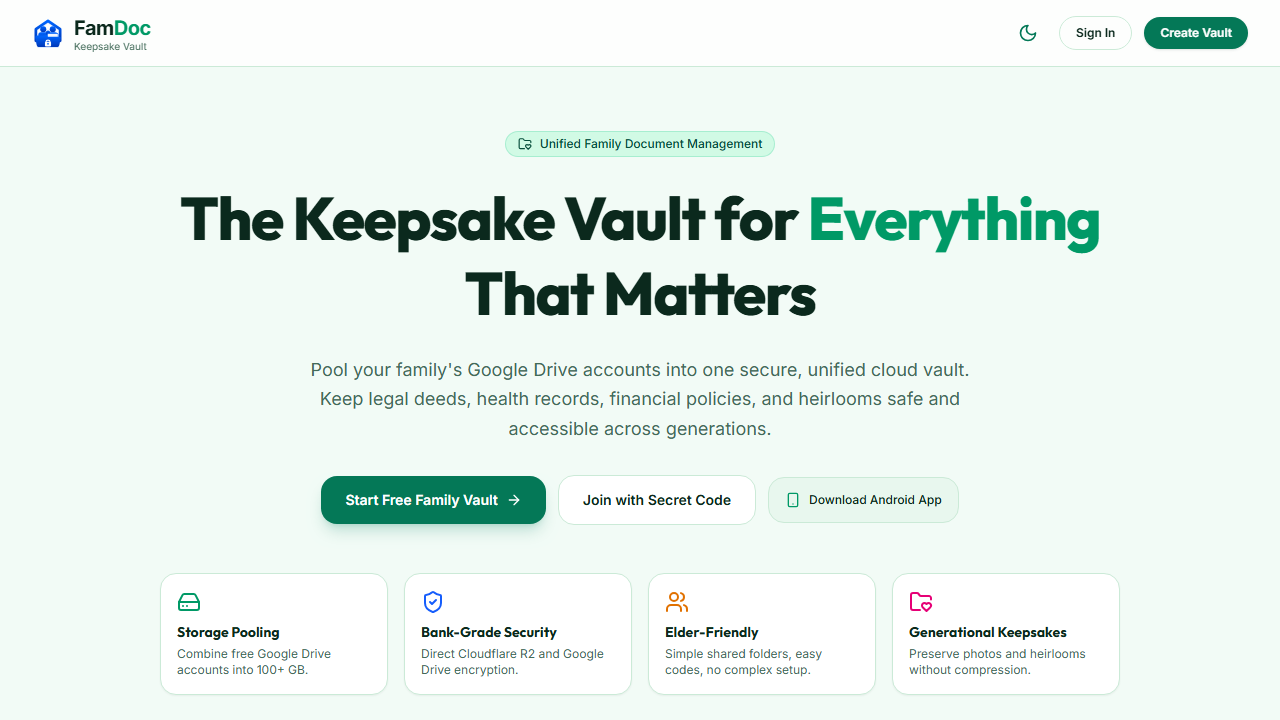 FamDoc
Keepsake Vault
Sign In
Create Vault
Unified Family Document Management
The Keepsake Vault for Everything
That Matters
Pool your family's Google Drive accounts into one secure, unified cloud vault.
Keep legal deeds, health records, financial policies, and heirlooms safe and
accessible across generations.
Start Free Family Vault
Join with Secret Code
Download Android App
Storage Pooling
Combine free Google Drive
accounts into 100+ GB.
Bank-Grade Security
Direct Cloudflare R2 and Google
Drive encryption.
Elder-Friendly
Simple shared folders, easy
codes, no complex setup.
Generational Keepsakes
Preserve photos and heirlooms
without compression.